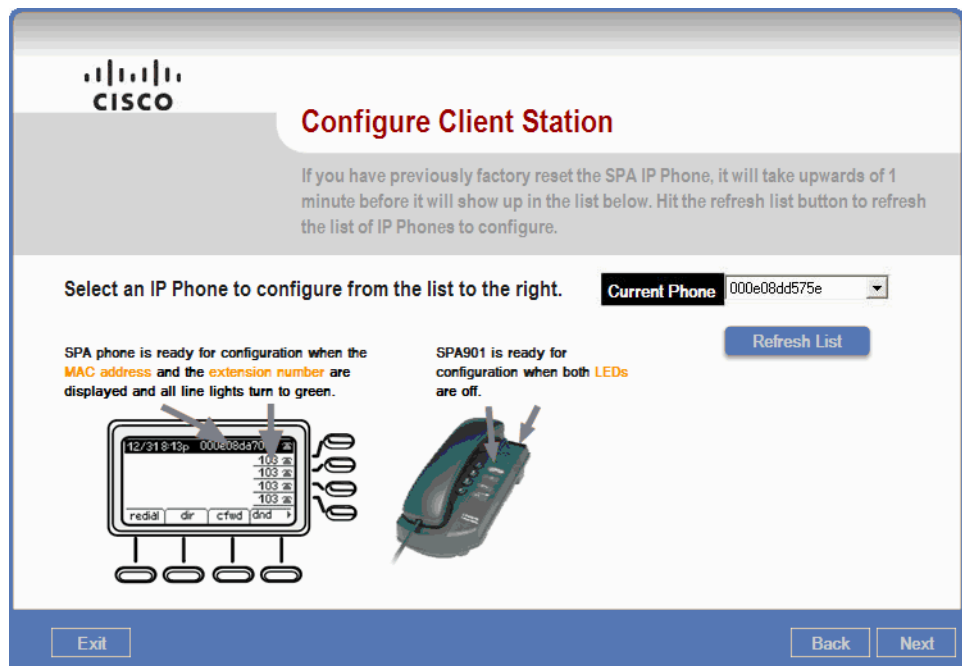 CISCO
Configure Client Station
If you have previously factory reset the SPA IP Phone, it will take upwards of 1
minute before it will show up in the list below. Hit the refresh list button to refresh
the list of IP Phones to configure.
Select an IP Phone to configure from the list to the right.
Current Phone 000e08dd575e
Refresh List
SPA phone is ready for configuration when the
MAC address and the extension number are
displayed and all line lights turn to green.
SPA901 is ready for
configuration when both LEDs
are off.
12/31 8:13p 000e08da70
103
103
103
103
redial dir cfwd dnd
Exit Back Next